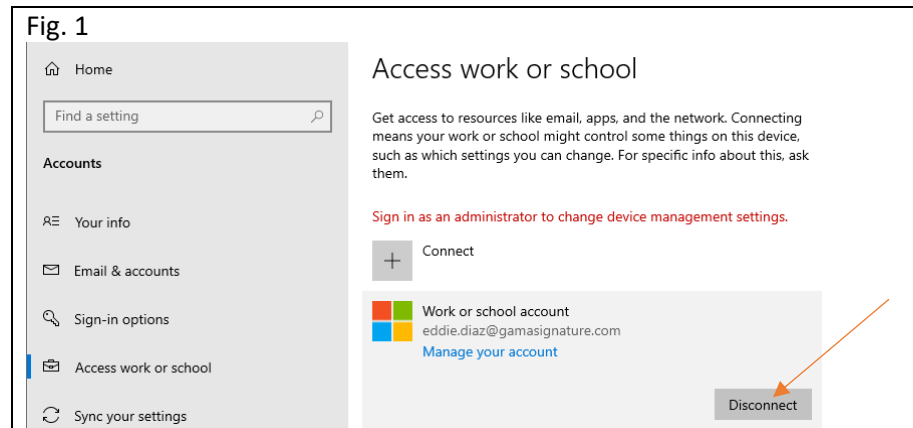 Fig. 1
Home
Find a setting
Accounts
Your info
Email & accounts
Sign-in options
Access work or school
Sync your settings
Access work or school
Get access to resources like email, apps, and the network. Connecting
means your work or school might control some things on this device,
such as which settings you can change. For specific info about this, ask
them.
Sign in as an administrator to change device management settings.
Connect
Work or school account
eddie.diaz@gamasignature.com
Manage your account
Disconnect